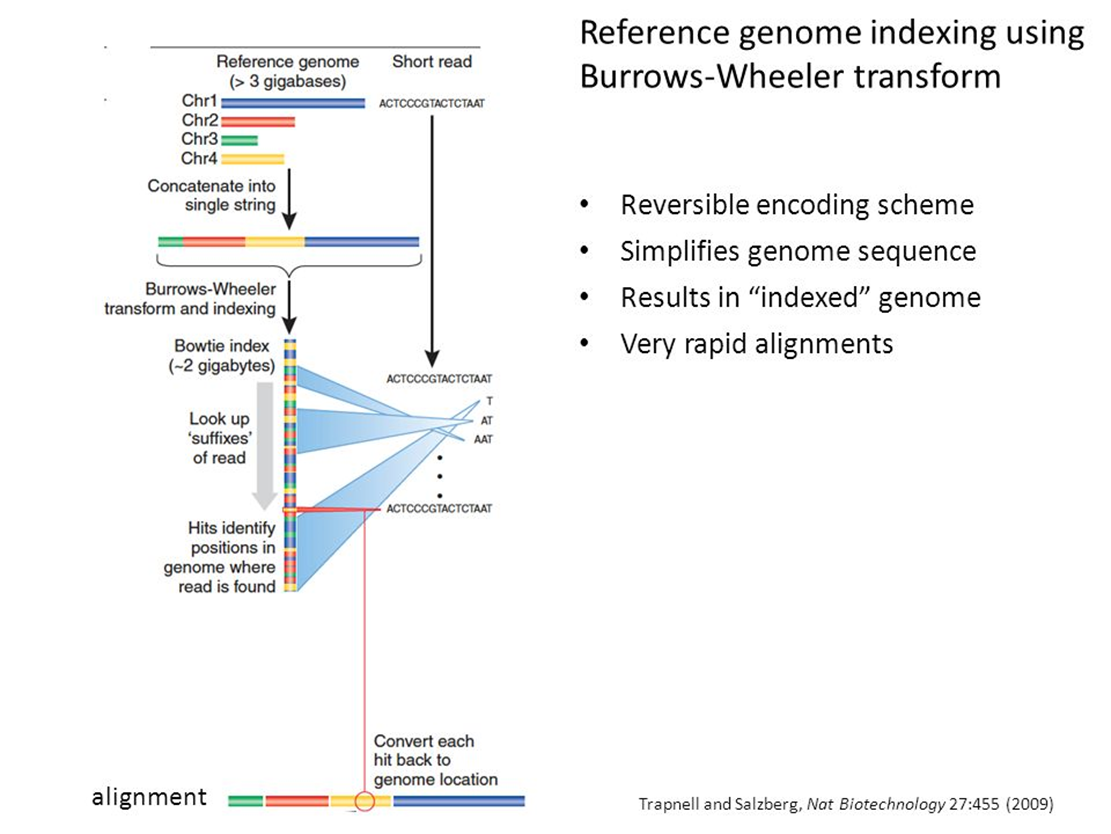 Reference genome indexing using
Burrows-Wheeler transform
Reference genome
(> 3 gigabases)
Short read
Chr1
ACTCCCGTACTCTAAT
Chr2
Chr3
Chr4
Concatenate into
single string
Burrows-Wheeler
transform and indexing
Bowtie index
(~2 gigabytes)
ACTCCCGTACTCTAAT
T
AT
AAT
Look up
‘suffixes’
of read
ACTCCCGTACTCTAAT
Hits identify
positions in
genome where
read is found
Convert each
hit back to
genome location
alignment
• Reversible encoding scheme
• Simplifies genome sequence
• Results in “indexed” genome
• Very rapid alignments
Trapnell and Salzberg, Nat Biotechnology 27:455 (2009)